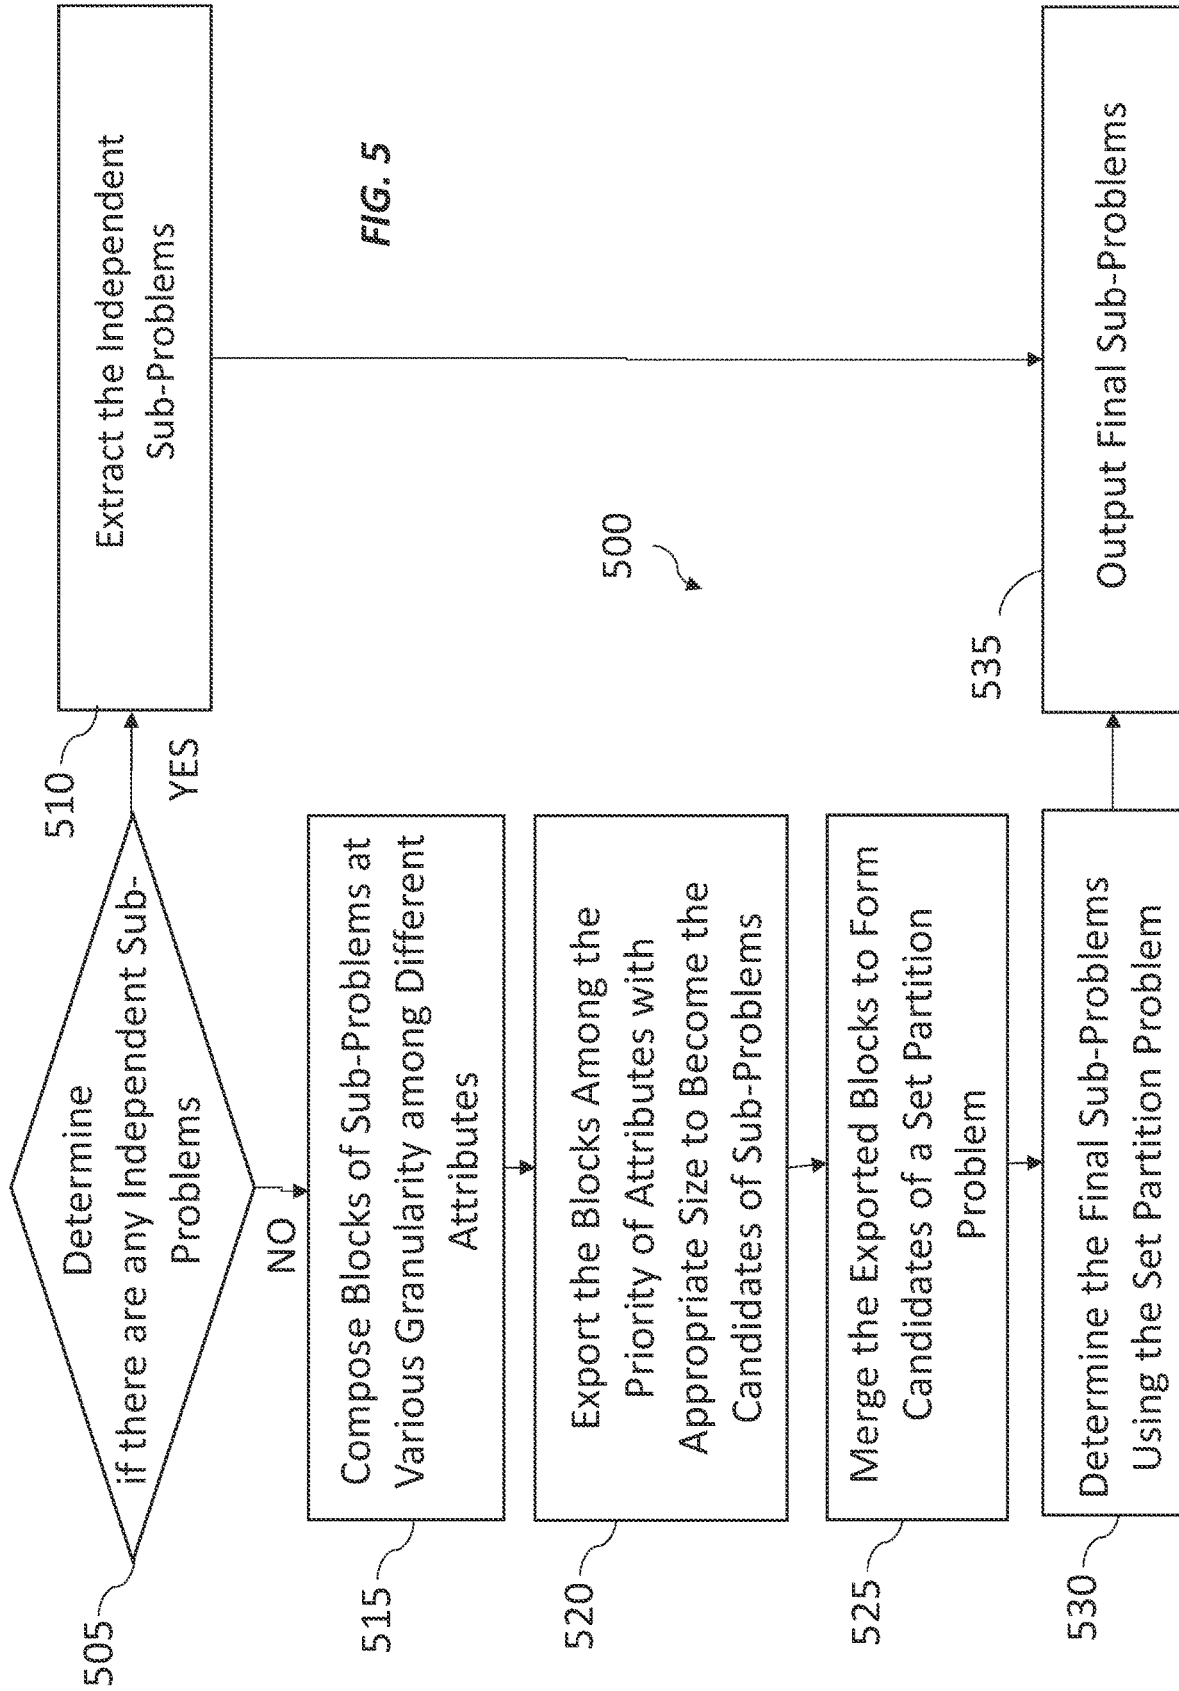 505
Determine
if there are any Independent Sub-
Problems
YES
NO
510
Extract the Independent
Sub-Problems
515
Compose Blocks of Sub-Problems at
Various Granularity among Different
Attributes
FIG. 5
520
Export the Blocks Among the
Priority of Attributes with
Appropriate Size to Become the
Candidates of Sub-Problems
500
525
Merge the Exported Blocks to Form
Candidates of a Set Partition
Problem
530
Determine the Final Sub-Problems
Using the Set Partition Problem
535
Output Final Sub-Problems